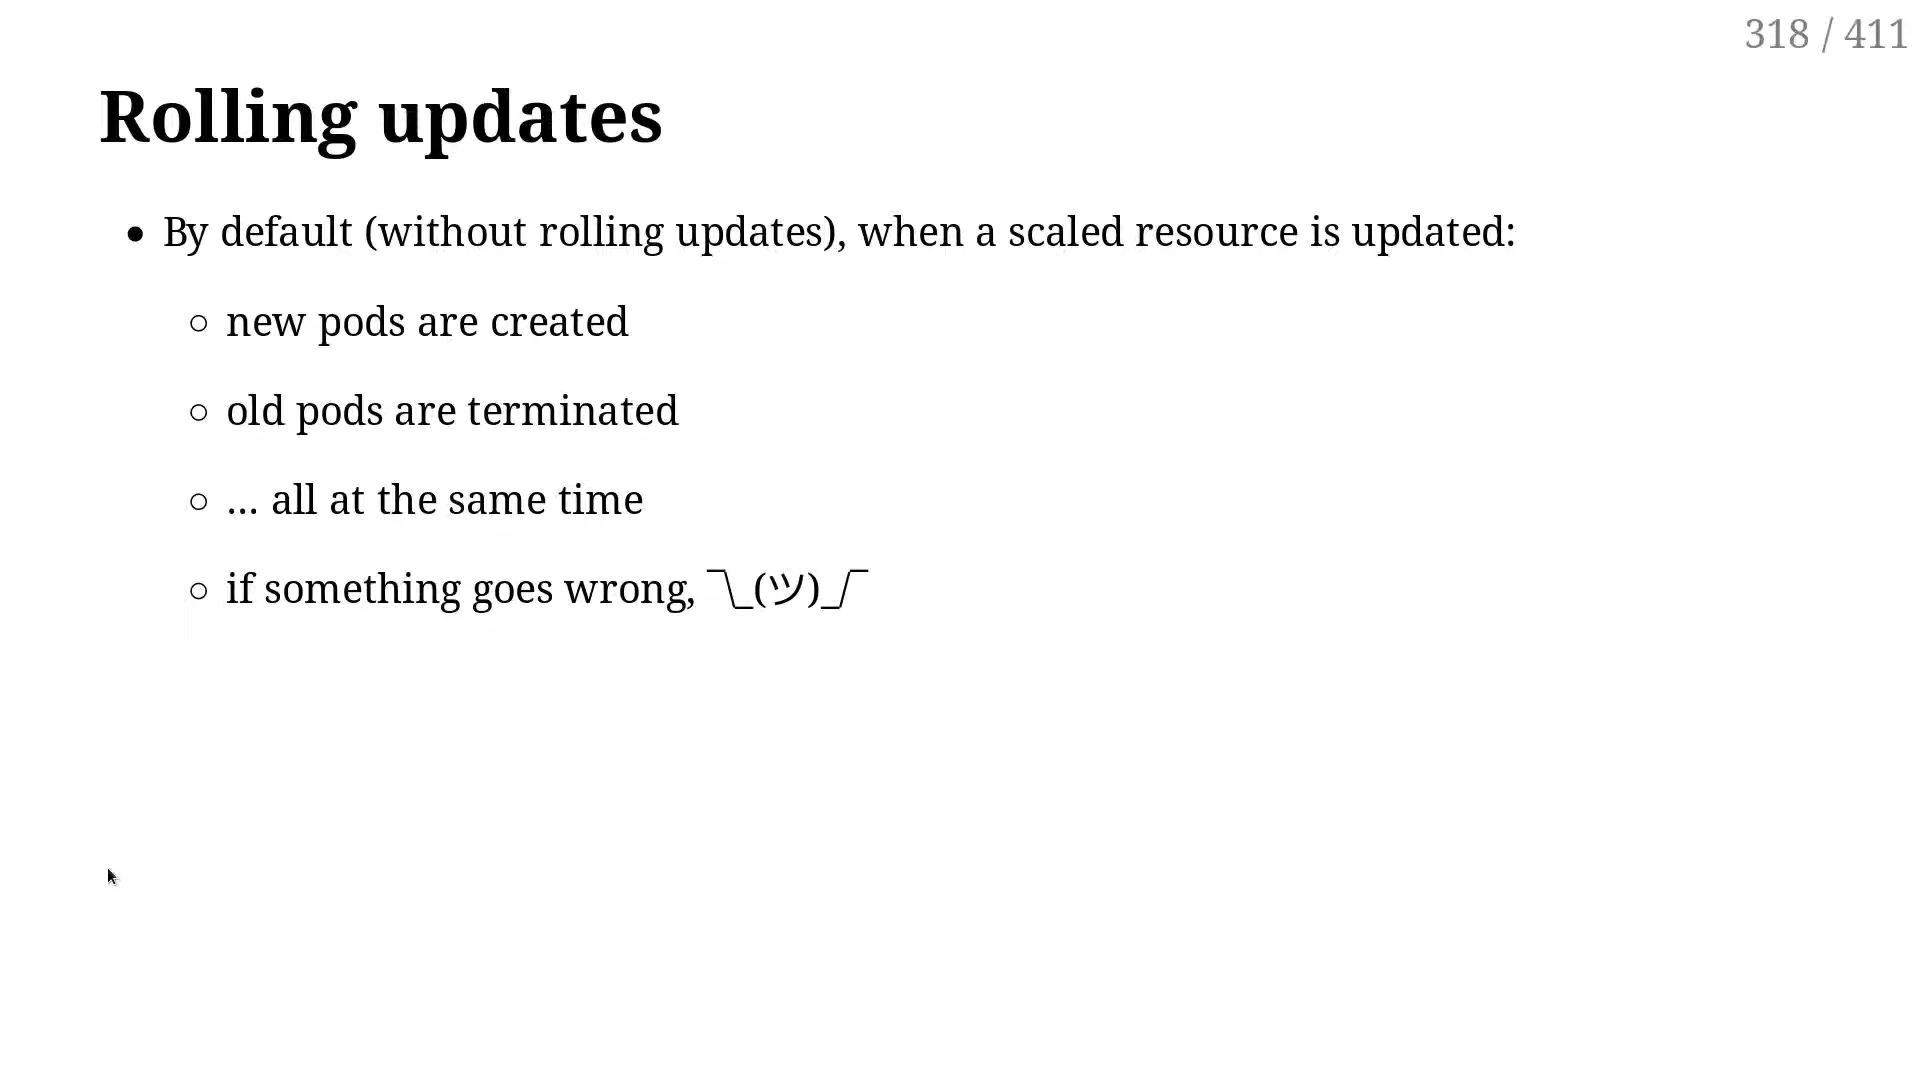 318 / 411
Rolling updates
• By default (without rolling updates), when a scaled resource is updated:
○ new pods are created
○ old pods are terminated
○ ... all at the same time
○ if something goes wrong, ¯\_(ツ)_/¯